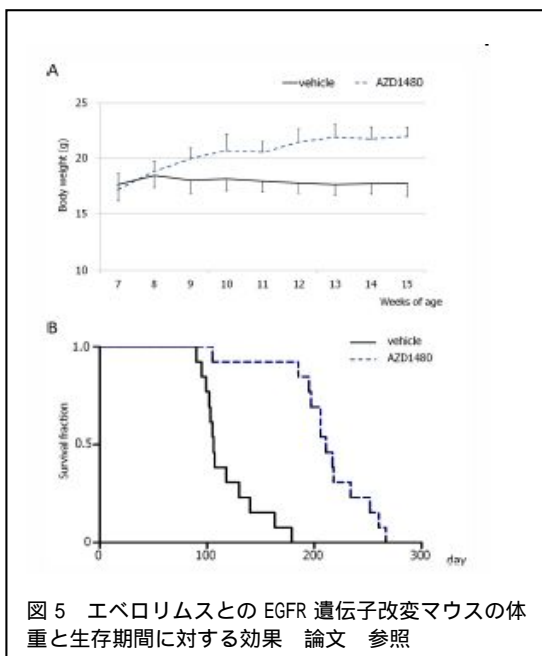 A
vehicle AZD1480
25
20
15
10
Body weight (g)
7 8 9 10 11 12 13 14 15
Weeks of age
B
vehicle
AZD1480
1.0
0.5
0
Survival fraction
0 100 200 300 day
図 5 エベロリムスとの EGFR 遺伝子改変マウスの体
重と生存期間に対する効果 論文 参照